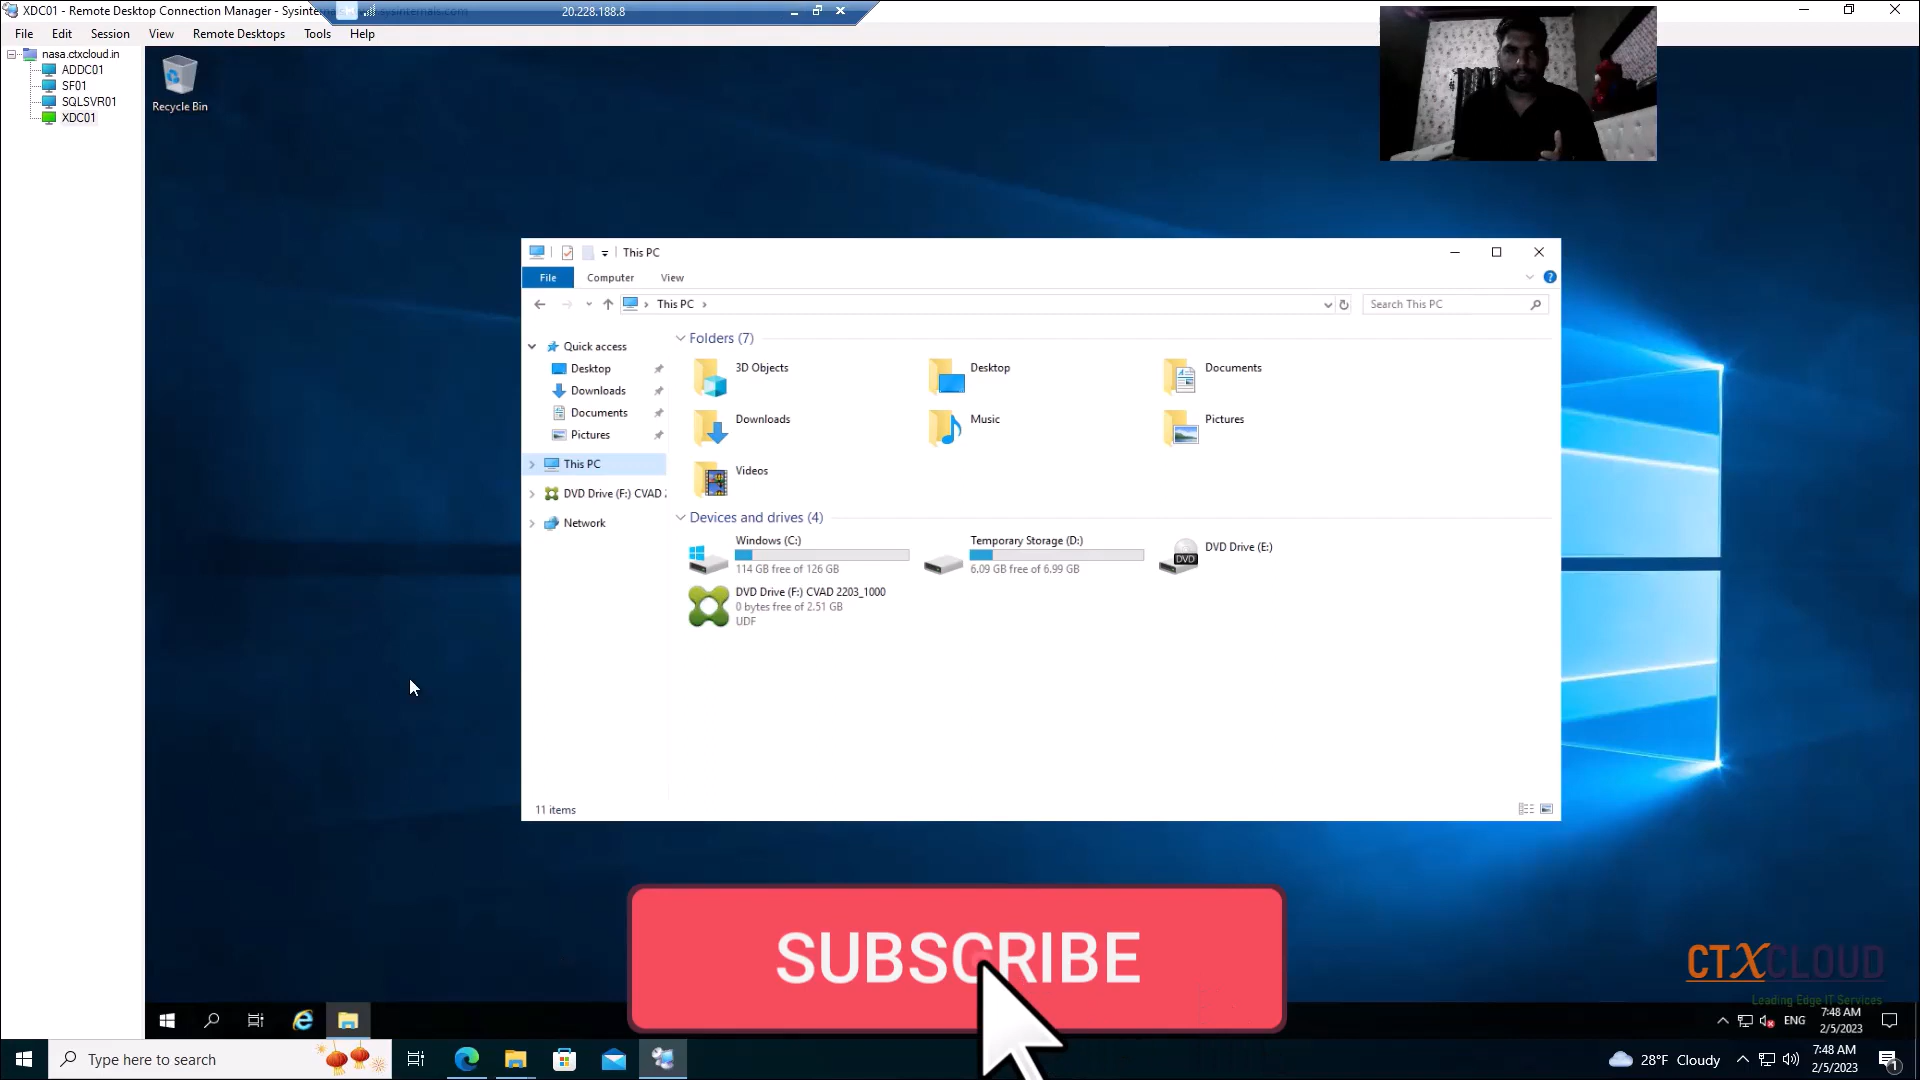 XDC01 - Remote Desktop Connection Manager - Sysinternals: www.sysinternals.com
20.228.188.8
File Edit Session View Remote Desktops Tools Help
nasa.ctxcloud.in
ADDC01
SF01
SQLSVR01
XDC01
Recycle Bin
This PC
File Computer View
This PC
Search This PC
Quick access
Desktop
Downloads
Documents
Pictures
This PC
DVD Drive (F:) CVAD 2
Network
Folders (7)
3D Objects
Desktop
Documents
Downloads
Music
Pictures
Videos
Devices and drives (4)
Windows (C:)
114 GB free of 126 GB
Temporary Storage (D:)
6.09 GB free of 6.99 GB
DVD Drive (E:)
DVD
DVD Drive (F:) CVAD 2203_1000
0 bytes free of 2.51 GB
UDF
11 items
SUBSCRIBE
CTXCLOUD
Leading Edge IT Services
ENG
7:48 AM
2/5/2023
Type here to search
28°F Cloudy
7:48 AM
2/5/2023
1